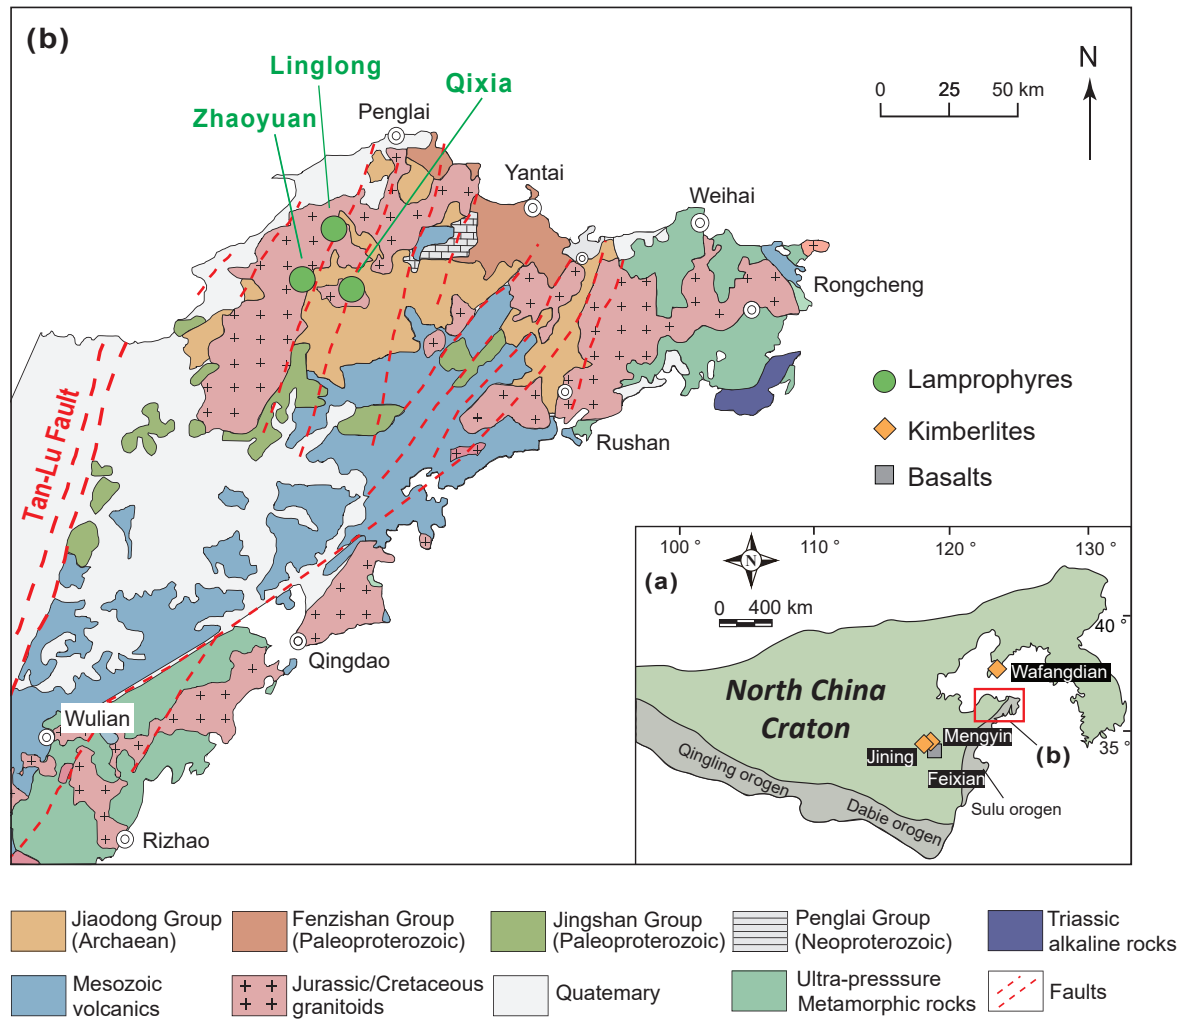 (b)
Linglong
Qixia
Zhaoyuan
Penglai
N
0 25 50 km
Yantai
Weihai
Rongcheng
Lamprophyres
Kimberlites
Basalts
Rushan
Tan-Lu Fault
Qingdao
Wulian
Rizhao
100 ° 110 ° 120 ° 130 °
N
(a)
0 400 km
40 °
Wafangdian
North China
Craton
35 °
Mengyin
Jining
(b)
Feixian
Qingling orogen
Dabie orogen
Sulu orogen
Jiaodong Group
(Archaean)
Fenzishan Group
(Paleoproterozoic)
Jingshan Group
(Paleoproterozoic)
Penglai Group
(Neoproterozoic)
Triassic
alkaline rocks
Mesozoic
volcanics
Jurassic/Cretaceous
granitoids
Quatemary
Ultra-presssure
Metamorphic rocks
Faults